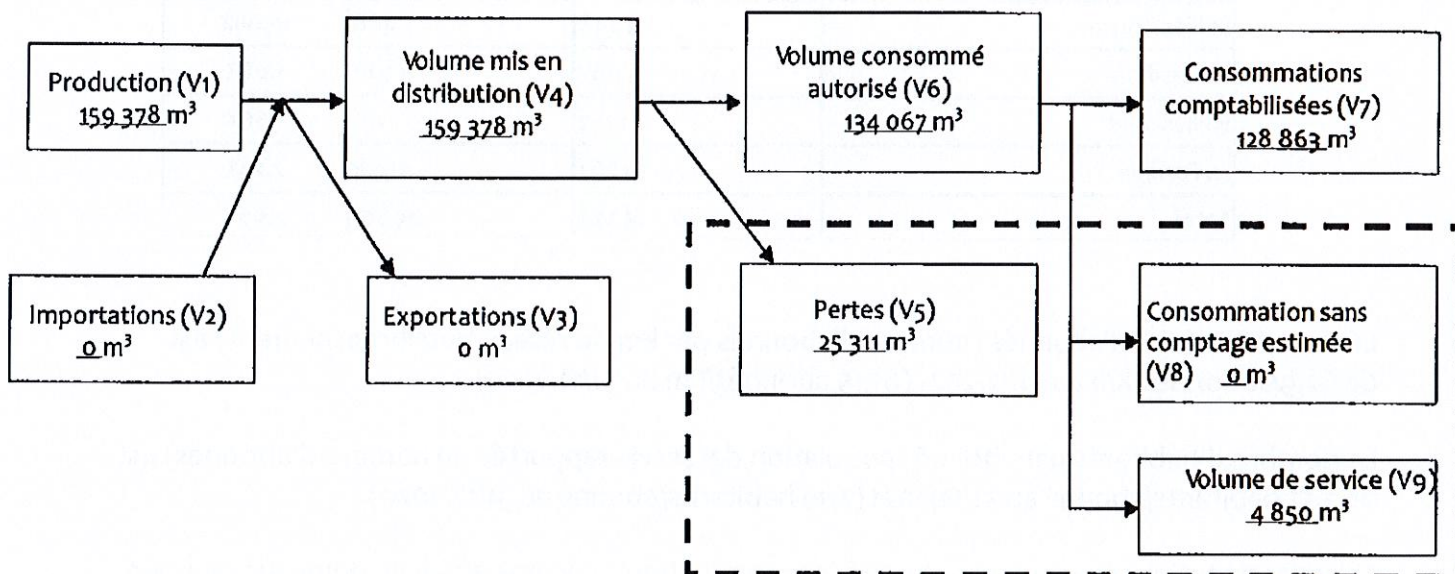 Production (V1)
159 378 m³
Volume mis en
distribution (V4)
159 378 m³
Volume consommé
autorisé (V6)
134 067 m³
Consommations
comptabilisées (V7)
128 863 m³
Importations (V2)
0 m³
Exportations (V3)
0 m³
Pertes (V5)
25 311 m³
Consommation sans
comptage estimée
(V8) 0 m³
Volume de service (V9)
4 850 m³